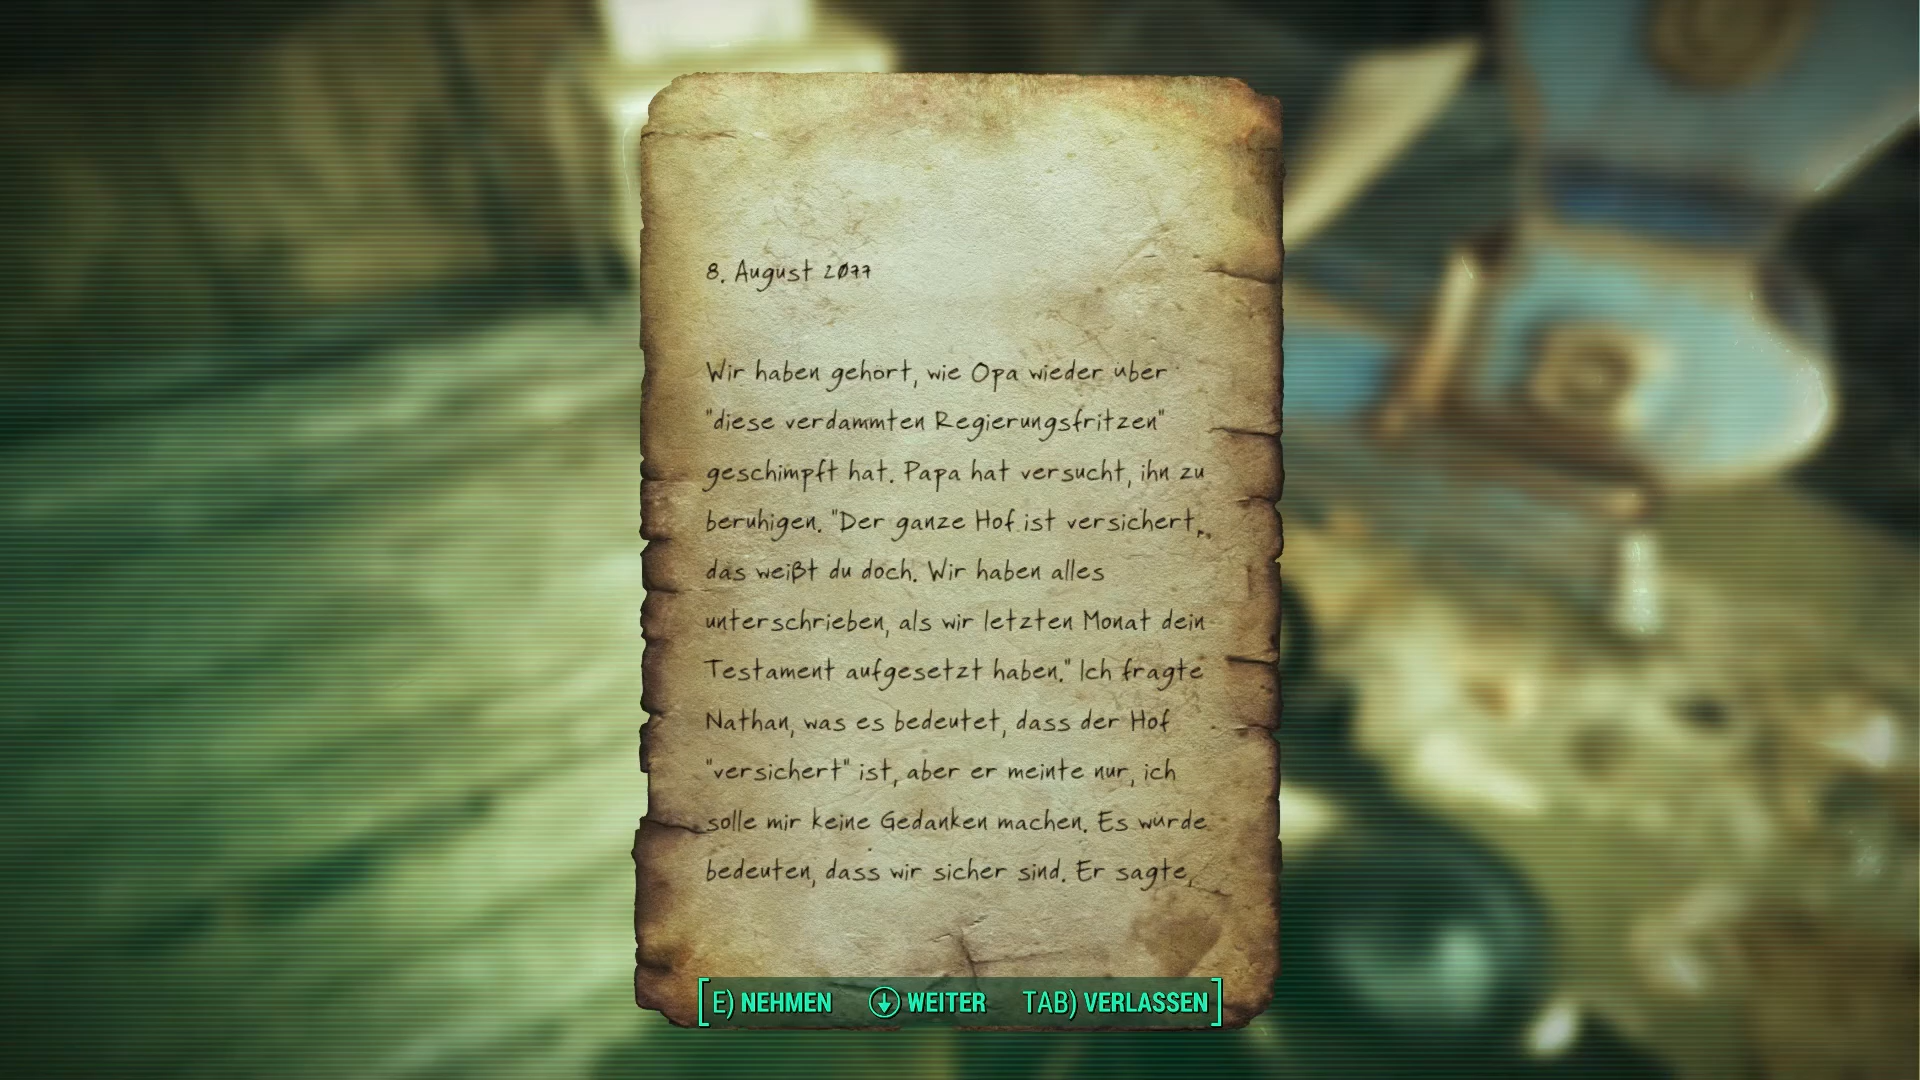 8. August 2077
Wir haben gehort, wie Opa wieder uber
"diese verdammten Regierungsfritzen"
geschimpft hat. Papa hat versucht, ihn zu
beruhigen. "Der ganze Hof ist versichert,
das weißt du doch. Wir haben alles
unterschrieben, als wir letzten Monat dein
Testament aufgesetzt haben." Ich fragte
Nathan, was es bedeutet, dass der Hof
"versichert" ist, aber er meinte nur, ich
solle mir keine Gedanken machen. Es wurde
bedeuten, dass wir sicher sind. Er sagte,
E) NEHMEN WEITER TAB) VERLASSEN